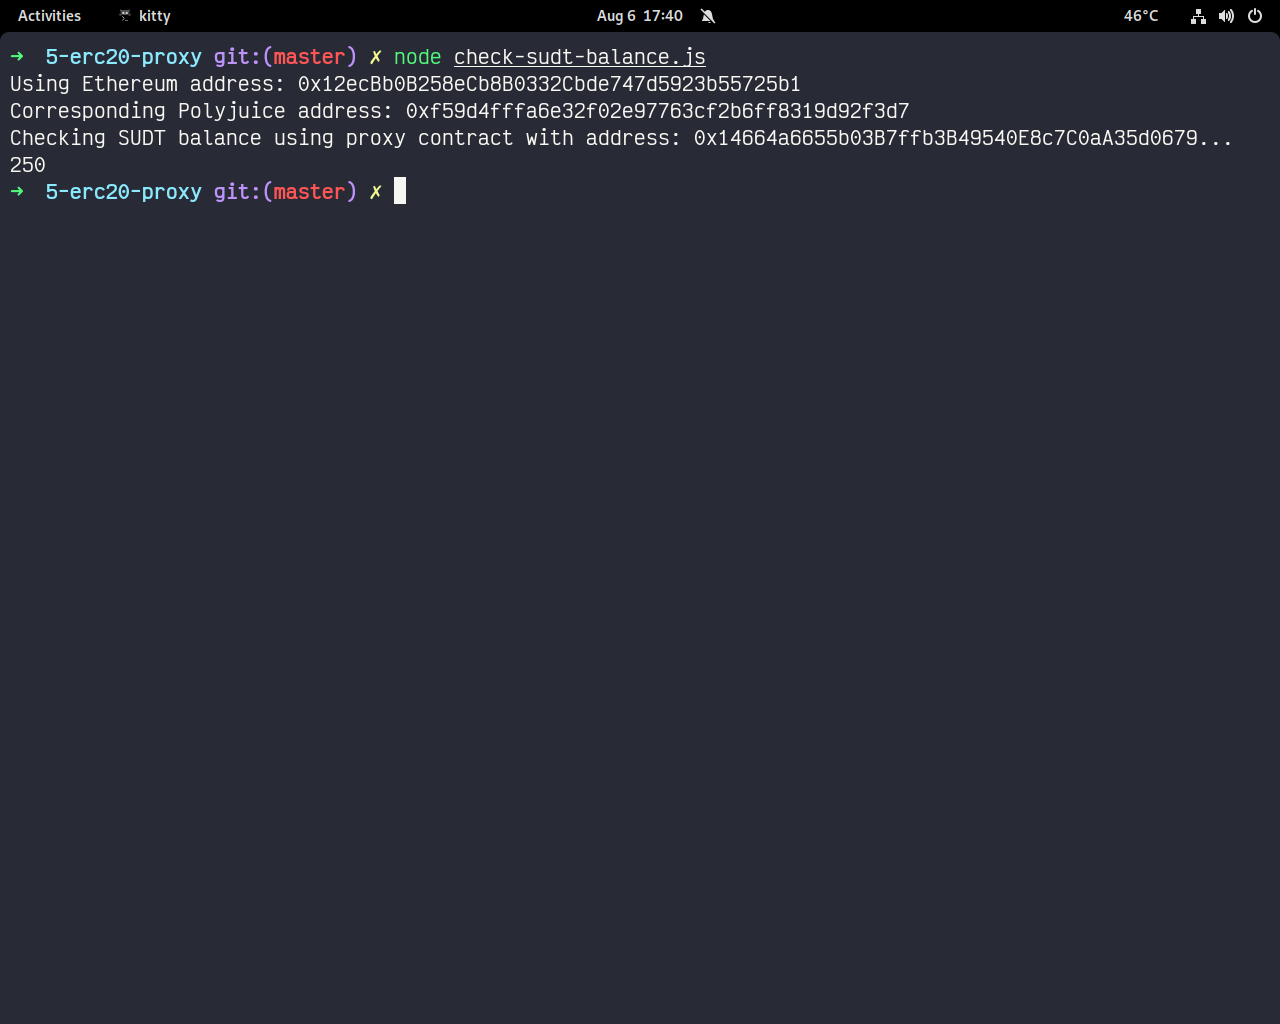 Activities kitty Aug 6 17:40 46°C
➜ 5-erc20-proxy git:(master) ✗ node check-sudt-balance.js
Using Ethereum address: 0x12ecBb0B258eCb8B0332Cbde747d5923b55725b1
Corresponding Polyjuice address: 0xf59d4fffa6e32f02e97763cf2b6ff8319d92f3d7
Checking SUDT balance using proxy contract with address: 0x14664a6655b03B7ffb3B49540E8c7C0aA35d0679...
250
➜ 5-erc20-proxy git:(master) ✗